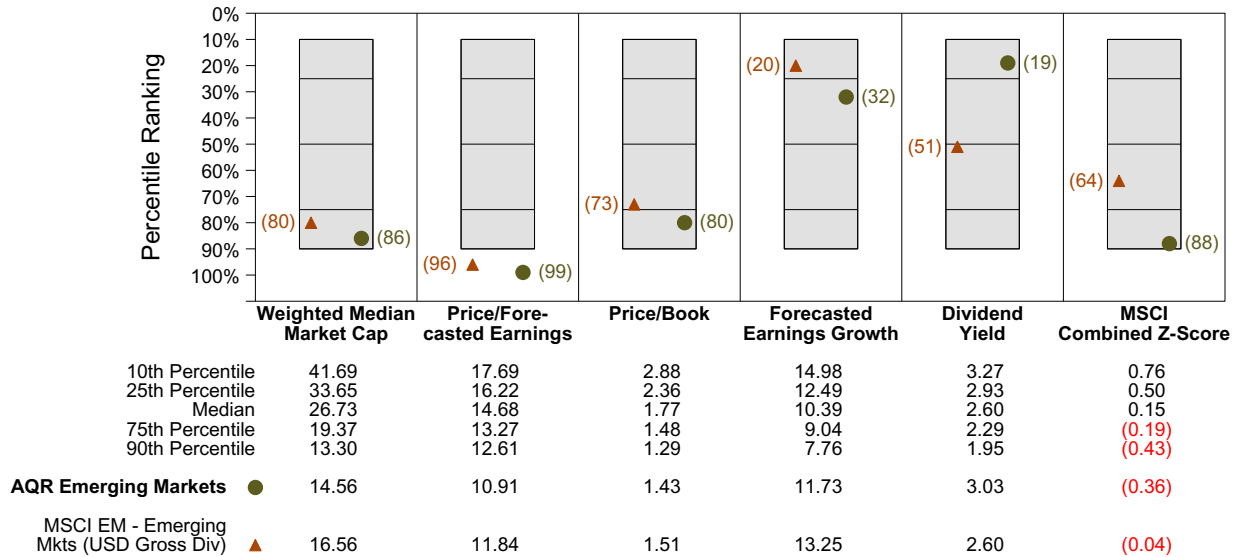 Percentile Ranking
0%
10%
20%
30%
40%
50%
60%
70%
80%
90%
100%
(80)
(86)
(96)
(99)
(73)
(80)
(20)
(32)
(51)
(19)
(64)
(88)
Weighted Median Market Cap
Price/Fore-casted Earnings
Price/Book
Forecasted Earnings Growth
Dividend Yield
MSCI Combined Z-Score
10th Percentile 41.69 17.69 2.88 14.98 3.27 0.76
25th Percentile 33.65 16.22 2.36 12.49 2.93 0.50
Median 26.73 14.68 1.77 10.39 2.60 0.15
75th Percentile 19.37 13.27 1.48 9.04 2.29 (0.19)
90th Percentile 13.30 12.61 1.29 7.76 1.95 (0.43)
AQR Emerging Markets 14.56 10.91 1.43 11.73 3.03 (0.36)
MSCI EM - Emerging
Mkts (USD Gross Div) 16.56 11.84 1.51 13.25 2.60 (0.04)